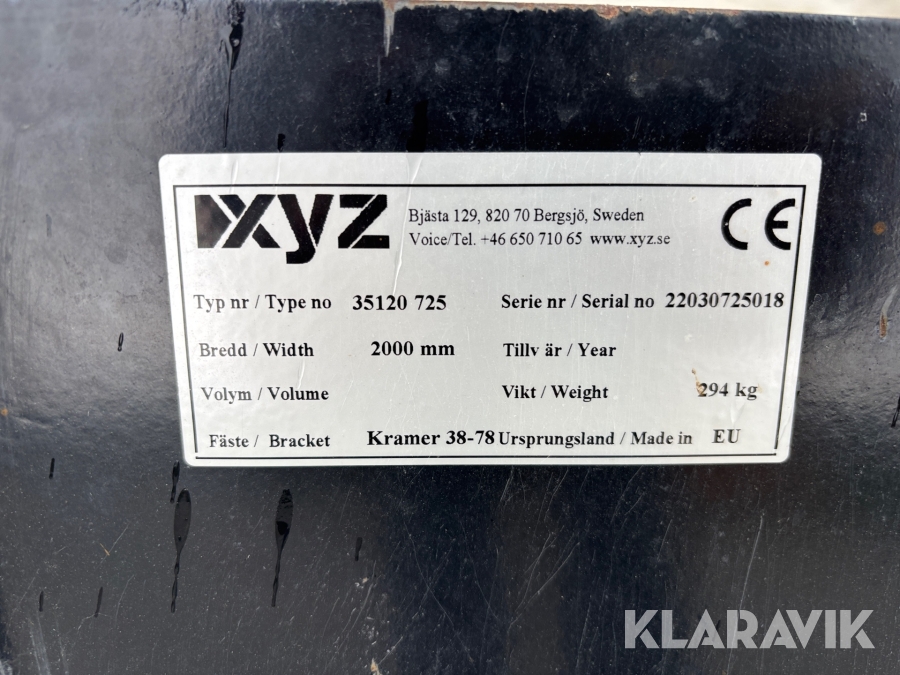 XYZ
Bjästa 129, 820 70 Bergsjö, Sweden
Voice/Tel. +46 650 710 65 www.xyz.se
CE
Typ nr / Type no 35120 725 Serie nr / Serial no 22030725018
Bredd / Width 2000 mm Tillv är / Year
Volym / Volume Vikt / Weight 294 kg
Fäste / Bracket Kramer 38-78 Ursprungsland / Made in EU
KLARAVIK